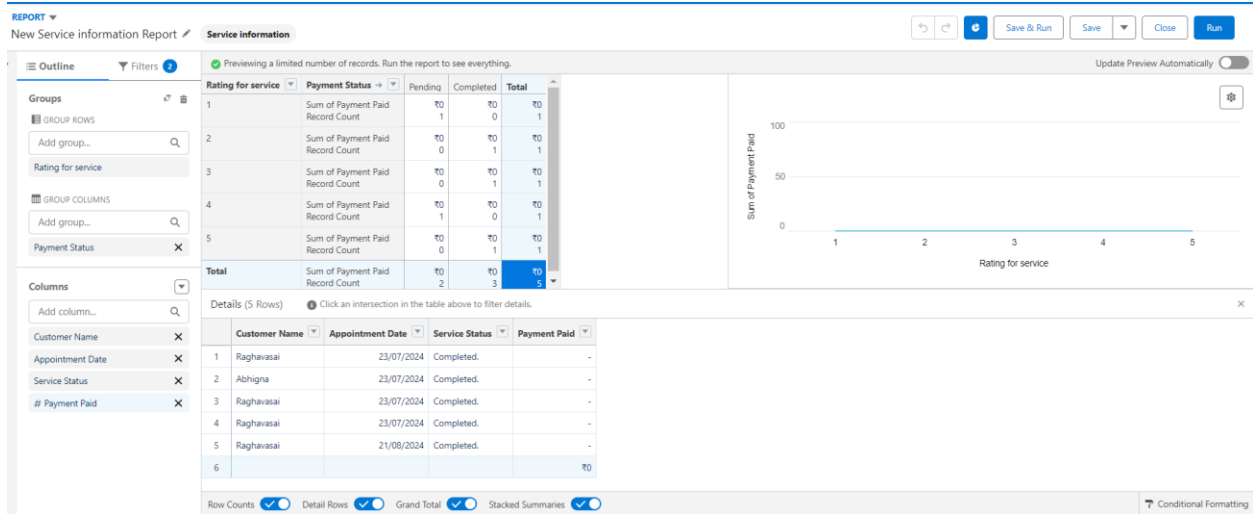 REPORT
New Service information Report Service information
Save & Run Save Close Run
Outline Filters 2
Previewing a limited number of records. Run the report to see everything. Update Preview Automatically
Groups
GROUP ROWS
Add group...
Rating for service
GROUP COLUMNS
Add group...
Payment Status
Columns
Add column...
Customer Name
Appointment Date
Service Status
# Payment Paid
Rating for service Payment Status → Pending Completed Total
1 Sum of Payment Paid ₹0 ₹0 ₹0
Record Count 1 0 1
2 Sum of Payment Paid ₹0 ₹0 ₹0
Record Count 0 1 1
3 Sum of Payment Paid ₹0 ₹0 ₹0
Record Count 0 1 1
4 Sum of Payment Paid ₹0 ₹0 ₹0
Record Count 1 0 1
5 Sum of Payment Paid ₹0 ₹0 ₹0
Record Count 0 1 1
Total Sum of Payment Paid ₹0 ₹0 ₹0
Record Count 2 3 5
Sum of Payment Paid
100
50
0
1 2 3 4 5
Rating for service
Details (5 Rows) Click an intersection in the table above to filter details.
Customer Name Appointment Date Service Status Payment Paid
1 Raghavasai 23/07/2024 Completed. -
2 Abhigna 23/07/2024 Completed. -
3 Raghavasai 23/07/2024 Completed. -
4 Raghavasai 23/07/2024 Completed. -
5 Raghavasai 21/08/2024 Completed. -
6 ₹0
Row Counts Detail Rows Grand Total Stacked Summaries Conditional Formatting